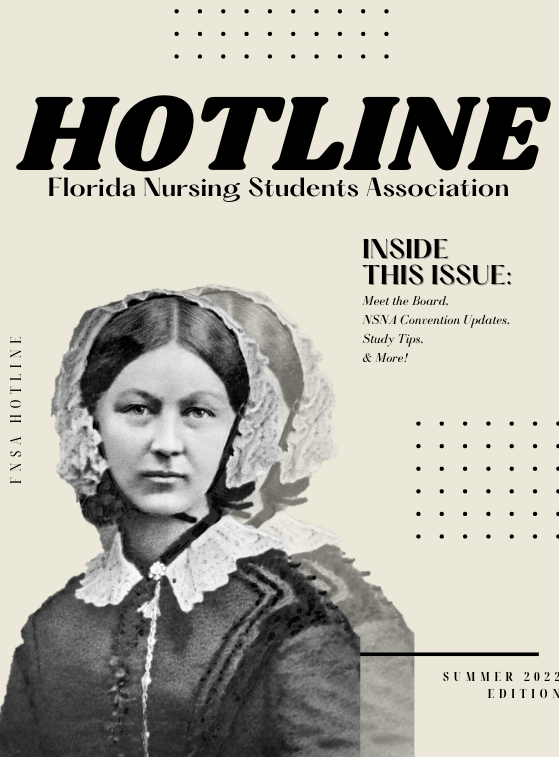 HOTLINE
Florida Nursing Students Association
INSIDE
THIS ISSUE:
Meet the Board,
NSNA Convention Updates,
Study Tips,
& More!
FNSA HOTLINE
SUMMER 2022
EDITION